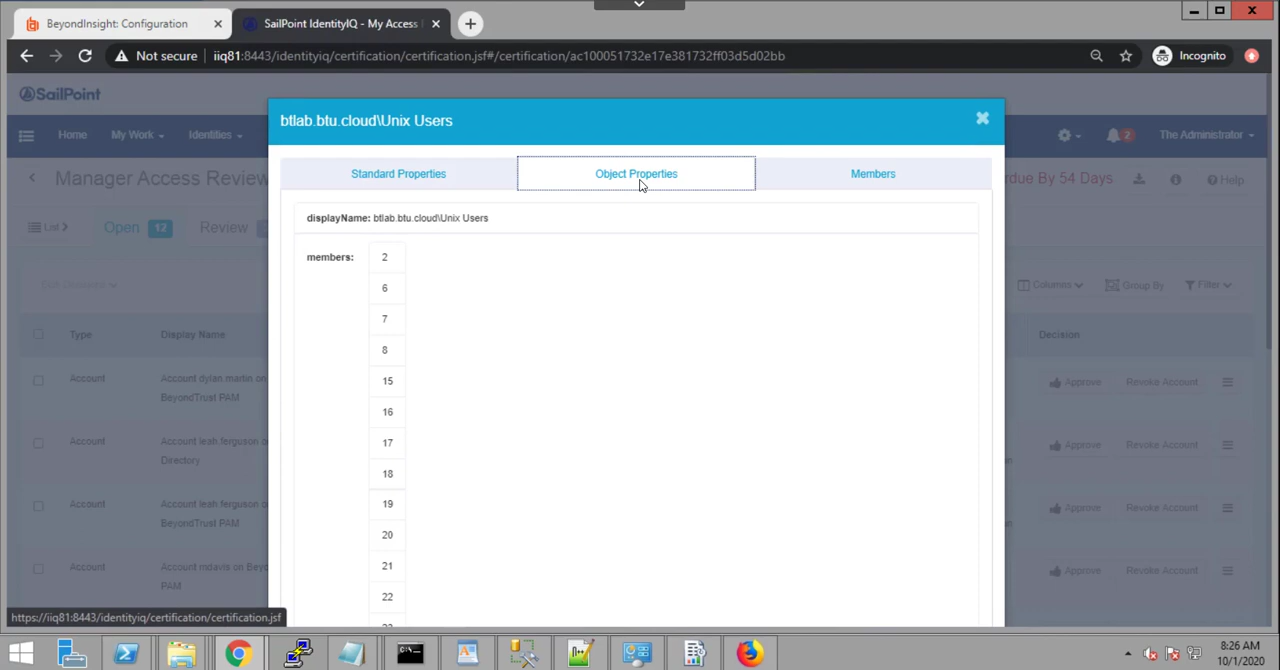 BeyondInsight: Configuration
SailPoint IdentityIQ - My Access
Not secure
iiq81:8443/identityiq/certification/certification.jsf#/certification/ac100051732e17e381732ff03d5d02bb
Incognito
SailPoint
Home
My Work
Identities
2
The Administrator
btlab.btu.cloud\Unix Users
Manager Access Review
due By 54 Days
Help
Standard Properties
Object Properties
Members
List
Open 12
Review
displayName: btlab.btu.cloud\Unix Users
members:
2
6
7
8
15
16
17
18
19
20
21
22
Columns
Group By
Filter
Type
Display Name
Decision
Account
Account dylan martin on
BeyondTrust PAM
Approve
Revoke Account
Account
Account leah.ferguson o
Directory
Approve
Revoke Account
Account
Account leah ferguson o
BeyondTrust PAM
Approve
Revoke Account
Account
Account mdavis on Beyo
PAM
Approve
Revoke Account
https://iiq81:8443/identityiq/certification/certification.jsf
8:26 AM
10/1/2020